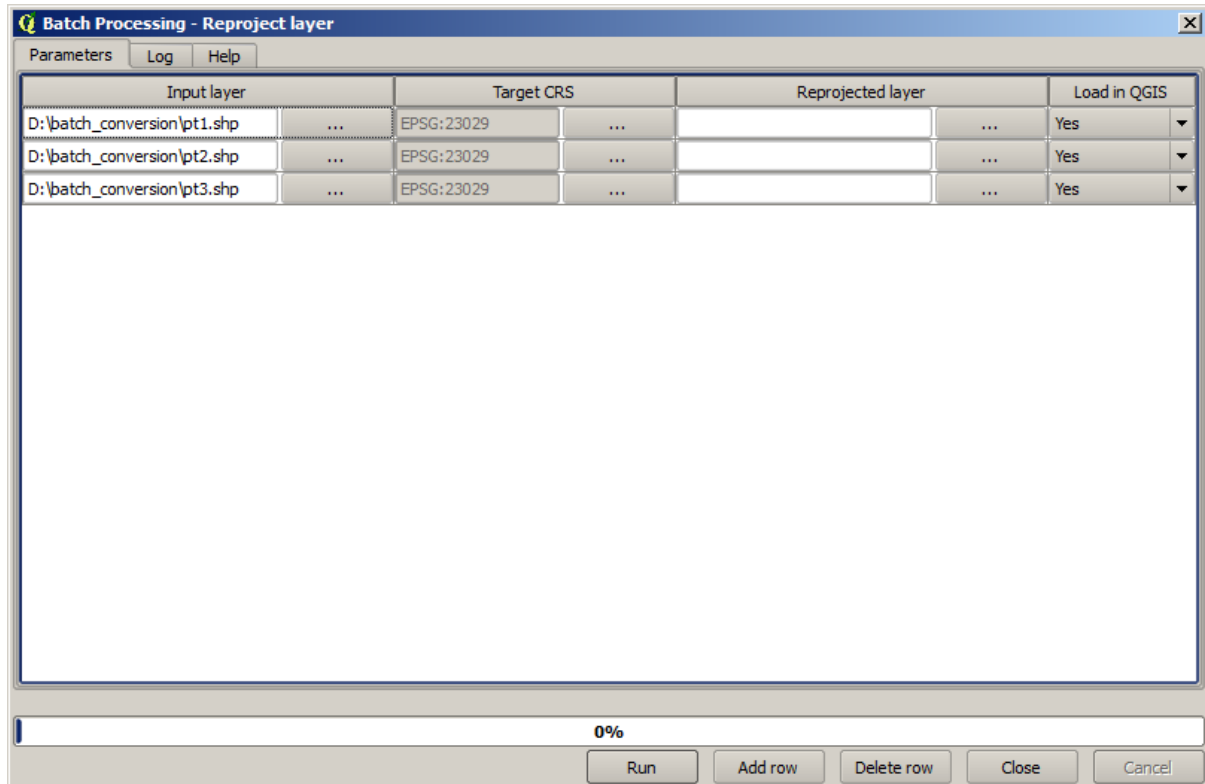 Batch Processing - Reproject layer
Parameters Log Help
Input layer Target CRS Reprojected layer Load in QGIS
D:\batch_conversion\pt1.shp ... EPSG:23029 ... ... Yes
D:\batch_conversion\pt2.shp ... EPSG:23029 ... ... Yes
D:\batch_conversion\pt3.shp ... EPSG:23029 ... ... Yes
0%
Run Add row Delete row Close Cancel